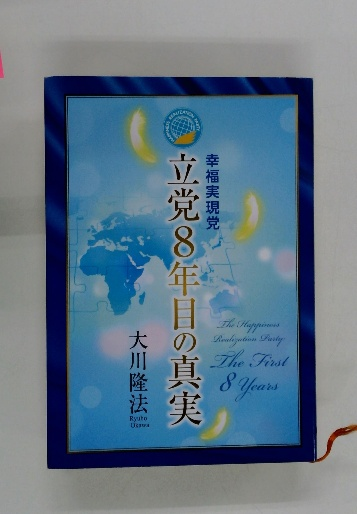 幸福実現党
立党8年目の真実
大川隆法
Ryuho
Okawa
The Happiness
Realization Party
The First
8 Years